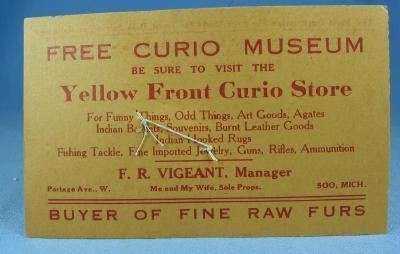 FREE CURIO MUSEUM
BE SURE TO VISIT THE
Yellow Front Curio Store
For Funny Things, Odd Things, Art Goods, Agates
Indian Souvenirs, Burnt Leather Goods
Indian Hooked Rugs
Fishing Tackle, Fine Imported Jewelry, Guns, Rifles, Ammunition
F. R. VIGEANT, Manager
Portage Ave., W. Me and My Wife, Sole Props. SOO, MICH.
BUYER OF FINE RAW FURS